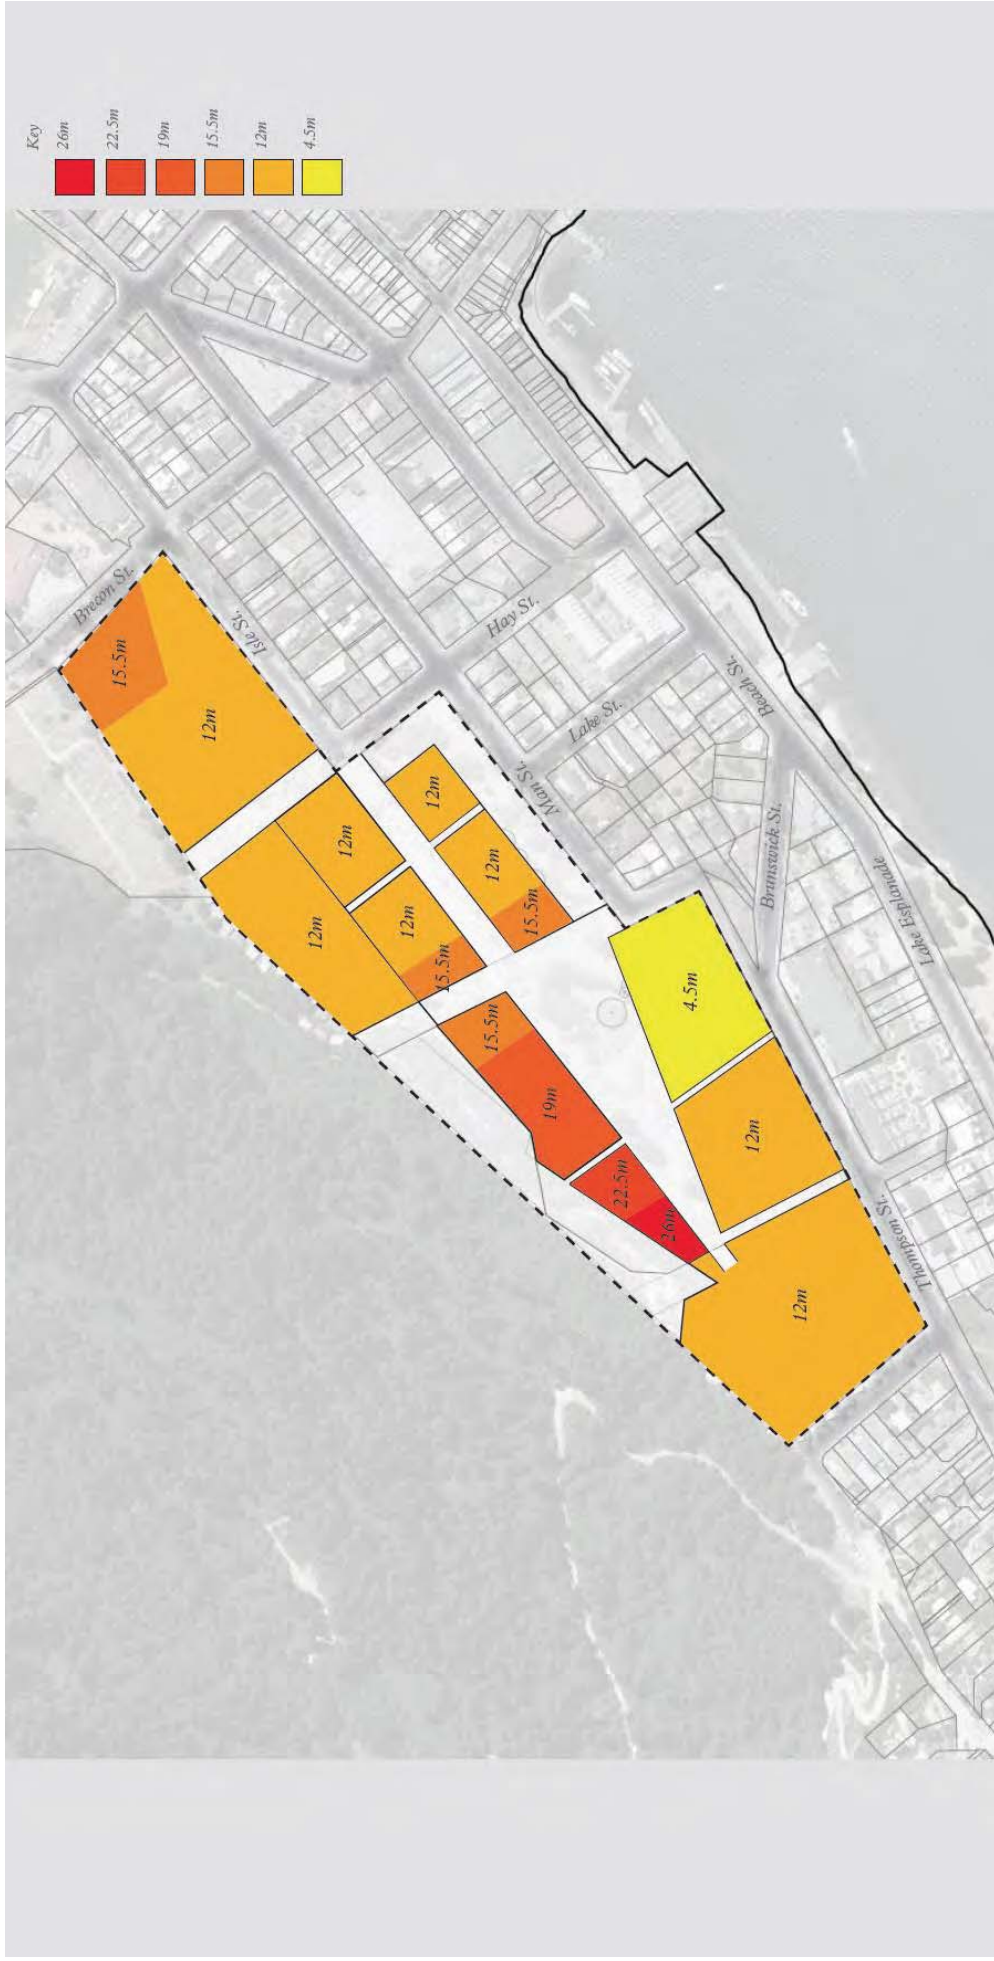 Key
26m
22.5m
19m
15.5m
12m
4.5m
Brecon St.
15.5m
Isle St.
12m
Hay St.
Lake St.
Man St.
Beach St.
12m
12m
12m
15.5m
12m
12m
15.5m
Brunswick St.
Lake Esplanade
4.5m
15.5m
19m
22.5m
26m
12m
Thompson St.
12m